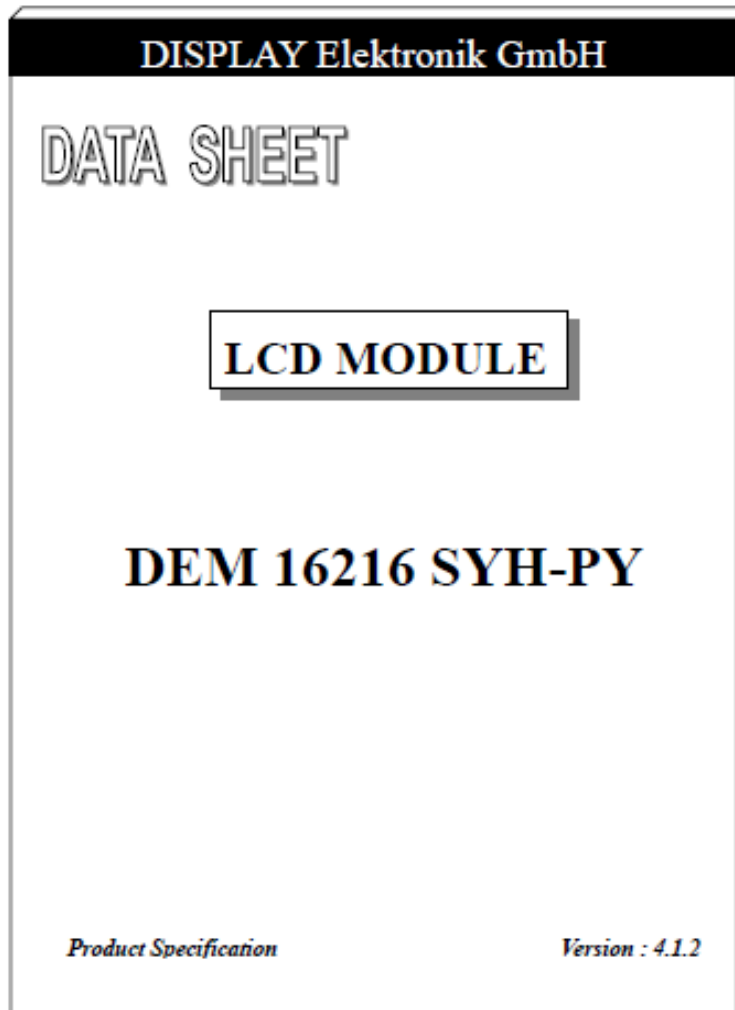 DISPLAY Elektronik GmbH
DATA SHEET
LCD MODULE
DEM 16216 SYH-PY
Product Specification Version : 4.1.2